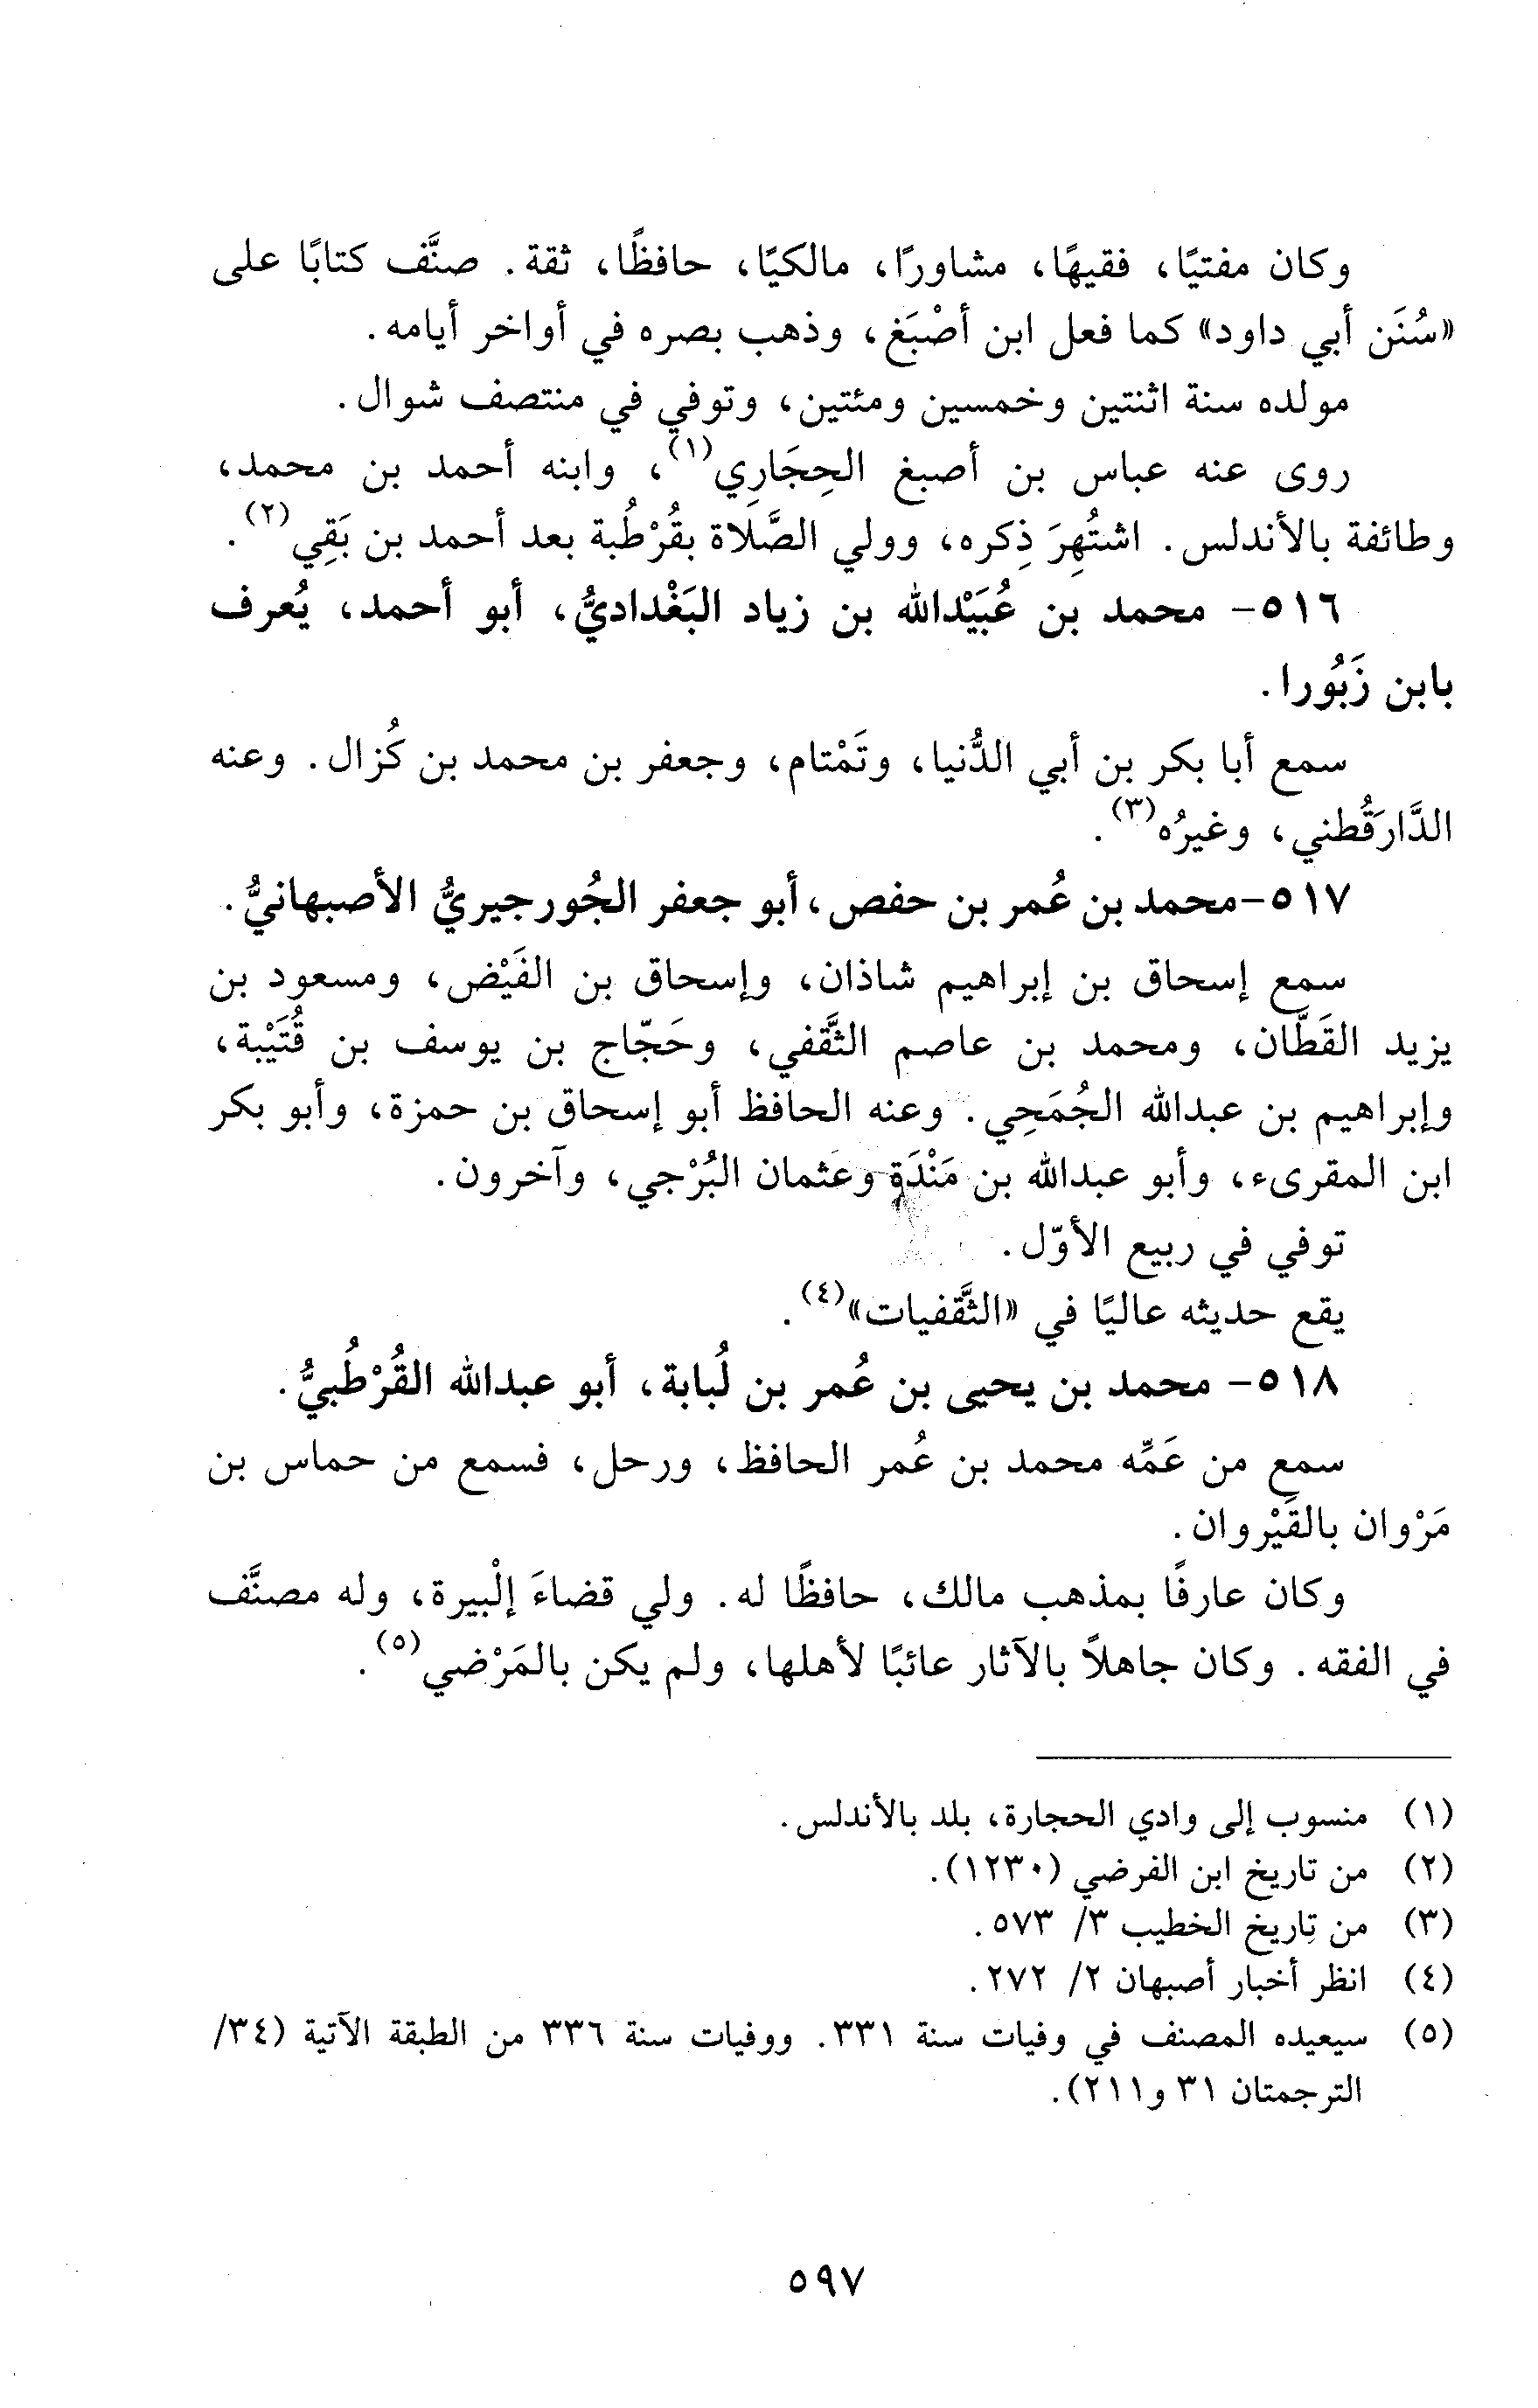 وكان مفتيًا، فقيهًا، مشاورًا، مالكيًا، حافظًا، ثقة. صنَّف كتابًا على
«سُنَن أبي داود» كما فعل ابن أصْبَغ، وذهب بصره في أواخر أيامه.
مولده سنة اثنتين وخمسين ومئتين، وتوفي في منتصف شوال.
روى عنه عباس بن أصبغ الحِجَارِي(١)، وابنه أحمد بن محمد،
وطائفة بالأندلس. اشتُهِرَ ذِكره، وولي الصَّلاة بقُرْطُبة بعد أحمد بن بَقِي(٢).
٥١٦- محمد بن عُبَيْدالله بن زياد البَغْداديُّ، أبو أحمد، يُعرف
بابن زَبُورا.
سمع أبا بكر بن أبي الدُّنيا، وتَمْتام، وجعفر بن محمد بن كُزال. وعنه
الدَّارَقُطني، وغيرُه(٣).
٥١٧-محمد بن عُمر بن حفص، أبو جعفر الجُورجيريُّ الأصبهانيُّ.
سمع إسحاق بن إبراهيم شاذان، وإسحاق بن الفَيْض، ومسعود بن
يزيد القَطَّان، ومحمد بن عاصم الثَّقفي، وحَجّاج بن يوسف بن قُتَيْبة،
وإبراهيم بن عبدالله الجُمَحِي. وعنه الحافظ أبو إسحاق بن حمزة، وأبو بكر
ابن المقرىء، وأبو عبدالله بن مَنْدَة وعثمان البُرْجي، وآخرون.
توفي في ربيع الأوّل.
يقع حديثه عاليًا في «الثَّقفيات»(٤).
٥١٨- محمد بن يحيى بن عُمر بن لُبابة، أبو عبدالله القُرْطُبيُّ.
سمع من عَمِّه محمد بن عُمر الحافظ، ورحل، فسمع من حماس بن
مَرْوان بالقَيْروان.
وكان عارفًا بمذهب مالك، حافظًا له. ولي قضاءَ إلْبيرة، وله مصنَّف
في الفقه. وكان جاهلاً بالآثار عائبًا لأهلها، ولم يكن بالمَرْضي(٥).
(١) منسوب إلى وادي الحجارة، بلد بالأندلس.
(٢) من تاريخ ابن الفرضي (١٢٣٠).
(٣) من تاريخ الخطيب ٣/ ٥٧٣.
(٤) انظر أخبار أصبهان ٢/ ٢٧٢.
(٥) سيعيده المصنف في وفيات سنة ٣٣١. ووفيات سنة ٣٣٦ من الطبقة الآتية (٣٤/
الترجمتان ٣١ و٢١١).
٥٩٧